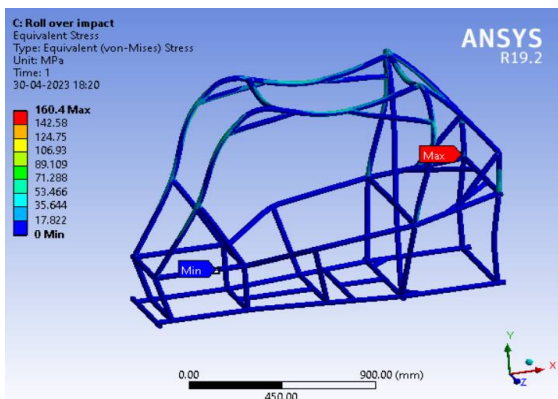 C: Roll over impact
Equivalent Stress
Type: Equivalent (von-Mises) Stress
Unit: MPa
Time: 1
30-04-2023 18:20
160.4 Max
142.58
124.75
106.93
89.109
71.288
53.466
35.644
17.822
0 Min
ANSYS
R19.2
Max
Min
0.00
900.00 (mm)
450.00
Y
X
Z